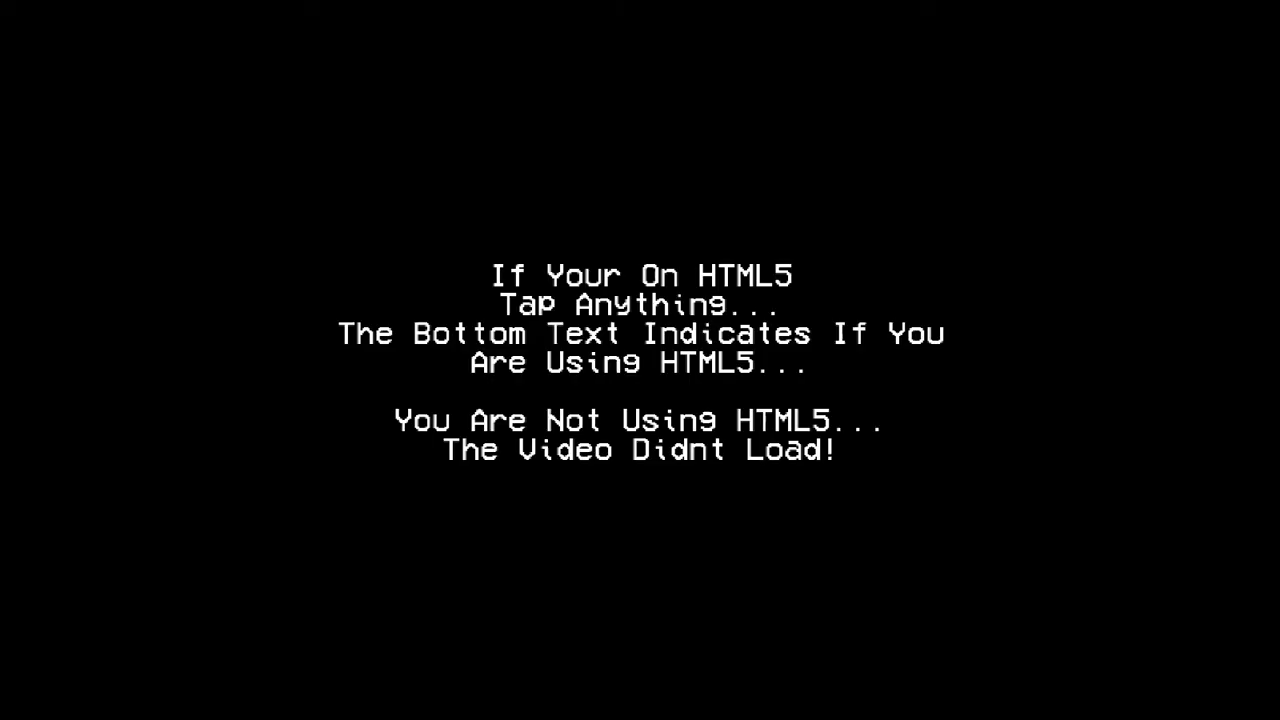 If Your On HTML5
Tap Anything...
The Bottom Text Indicates If You
Are Using HTML5...
You Are Not Using HTML5...
The Video Didnt Load!